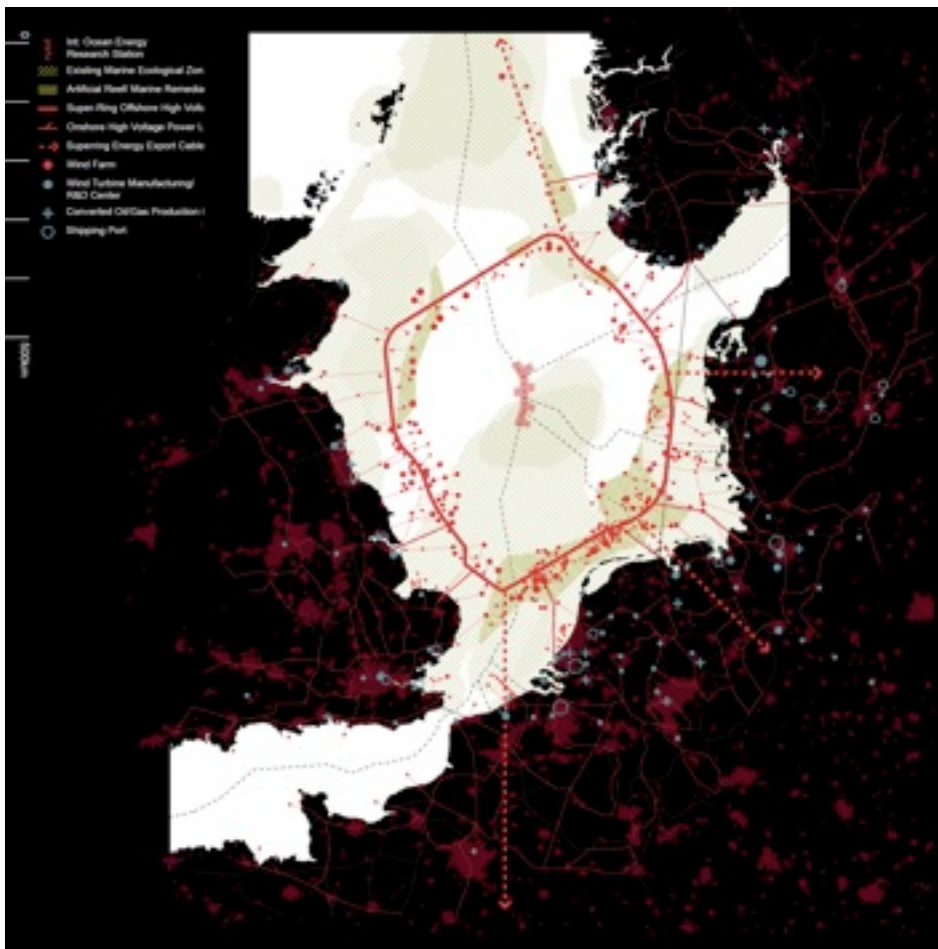 0
500km
Int. Ocean Energy
Research Station
Existing Marine Ecological Zon
Artificial Reef Marine Remedia
Super-Ring Offshore High Volt
Onshore High Voltage Power L
Superring Energy Export Cable
Wind Farm
Wind Turbine Manufacturing/
R&D Center
Converted Oil/Gas Production
Shipping Port